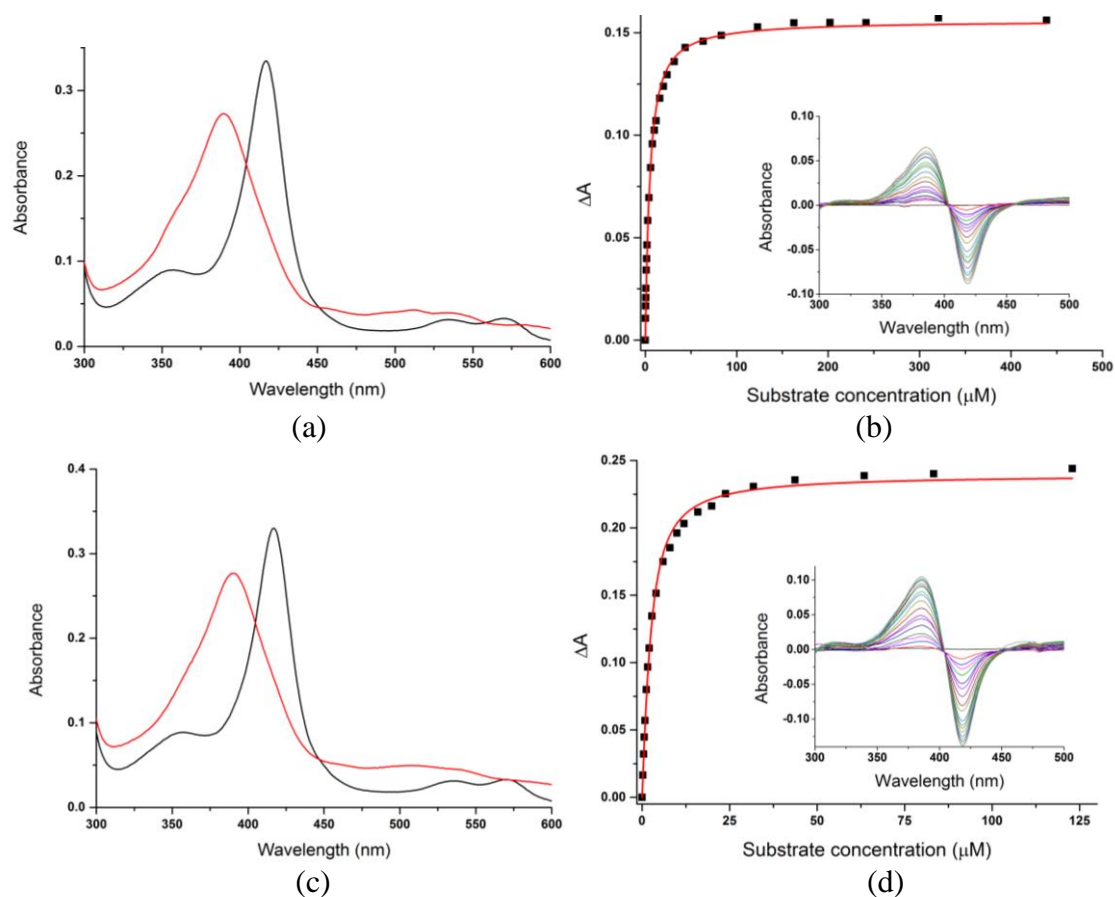 0.3
0.2
0.1
0.0
Absorbance
300 350 400 450 500 550 600
Wavelength (nm)
(a)
0.15
0.10
0.05
0.00
ΔA
0 100 200 300 400 500
Substrate concentration (μM)
0.10
0.05
0.00
-0.05
-0.10
Absorbance
300 350 400 450 500
Wavelength (nm)
(b)
0.4
0.3
0.2
0.1
0.0
Absorbance
300 350 400 450 500 550 600
Wavelength (nm)
(c)
0.25
0.20
0.15
0.10
0.05
0.00
ΔA
0 25 50 75 100 125
Substrate concentration (μM)
0.10
0.05
0.00
-0.05
-0.10
Absorbance
300 350 400 450 500
Wavelength (nm)
(d)